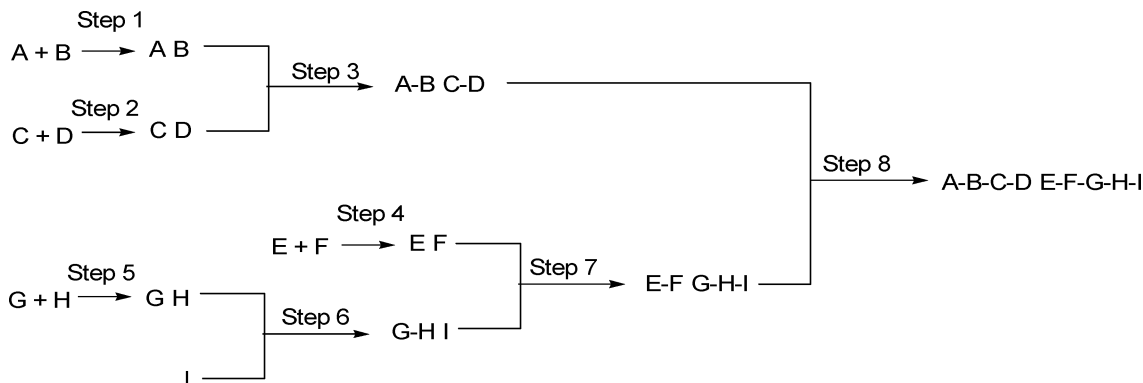 Step 1
A + B
A B
Step 3
A-B C-D
Step 2
C + D
C D
Step 8
A-B-C-D E-F-G-H-I
Step 4
E + F
E F
Step 5
G + H
G H
Step 7
E-F G-H-I
Step 6
G-H I
I